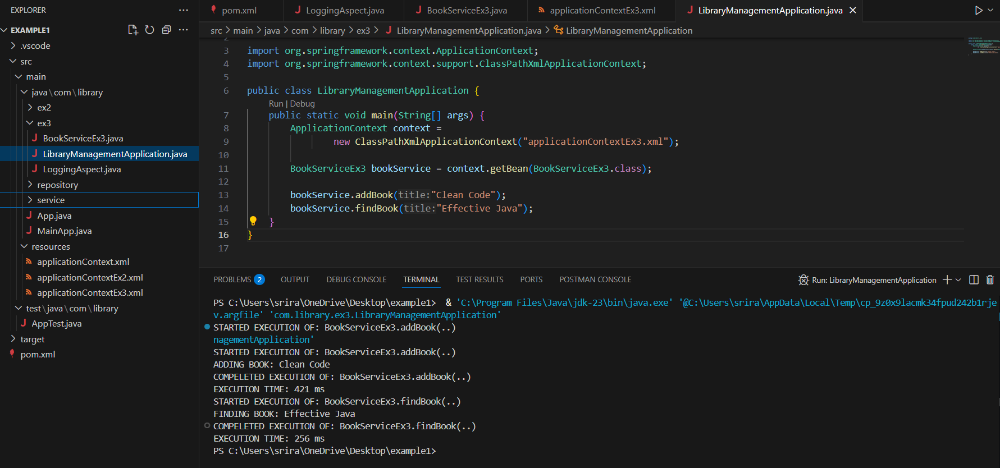 EXPLORER
EXAMPLE1
.vscode
src
main
java\com\library
ex2
ex3
BookServiceEx3.java
LibraryManagementApplication.java
LoggingAspect.java
repository
service
App.java
MainApp.java
resources
applicationContext.xml
applicationContextEx2.xml
applicationContextEx3.xml
test\java\com\library
AppTest.java
target
pom.xml
pom.xml LoggingAspect.java BookServiceEx3.java applicationContextEx3.xml LibraryManagementApplication.java
src > main > java > com > library > ex3 > LibraryManagementApplication.java > LibraryManagementApplication
2
3 import org.springframework.context.ApplicationContext;
4 import org.springframework.context.support.ClassPathXmlApplicationContext;
5
6 public class LibraryManagementApplication {
Run | Debug
7 public static void main(String[] args) {
8 ApplicationContext context =
9 new ClassPathXmlApplicationContext("applicationContextEx3.xml");
10
11 BookServiceEx3 bookService = context.getBean(BookServiceEx3.class);
12
13 bookService.addBook(title:"Clean Code");
14 bookService.findBook(title:"Effective Java");
15 }
16 }
17
PROBLEMS 2 OUTPUT DEBUG CONSOLE TERMINAL TEST RESULTS PORTS POSTMAN CONSOLE Run: LibraryManagementApplication
PS C:\Users\srira\OneDrive\Desktop\example1> & 'C:\Program Files\Java\jdk-23\bin\java.exe' '@C:\Users\srira\AppData\Local\Temp\cp_9z0x9lacmk34fpud242b1rje
v.argfile' 'com.library.ex3.LibraryManagementApplication'
STARTED EXECUTION OF: BookServiceEx3.addBook(..)
nagementApplication'
STARTED EXECUTION OF: BookServiceEx3.addBook(..)
ADDING BOOK: Clean Code
COMPELETED EXECUTION OF: BookServiceEx3.addBook(..)
EXECUTION TIME: 421 ms
STARTED EXECUTION OF: BookServiceEx3.findBook(..)
FINDING BOOK: Effective Java
COMPELETED EXECUTION OF: BookServiceEx3.findBook(..)
EXECUTION TIME: 256 ms
PS C:\Users\srira\OneDrive\Desktop\example1>